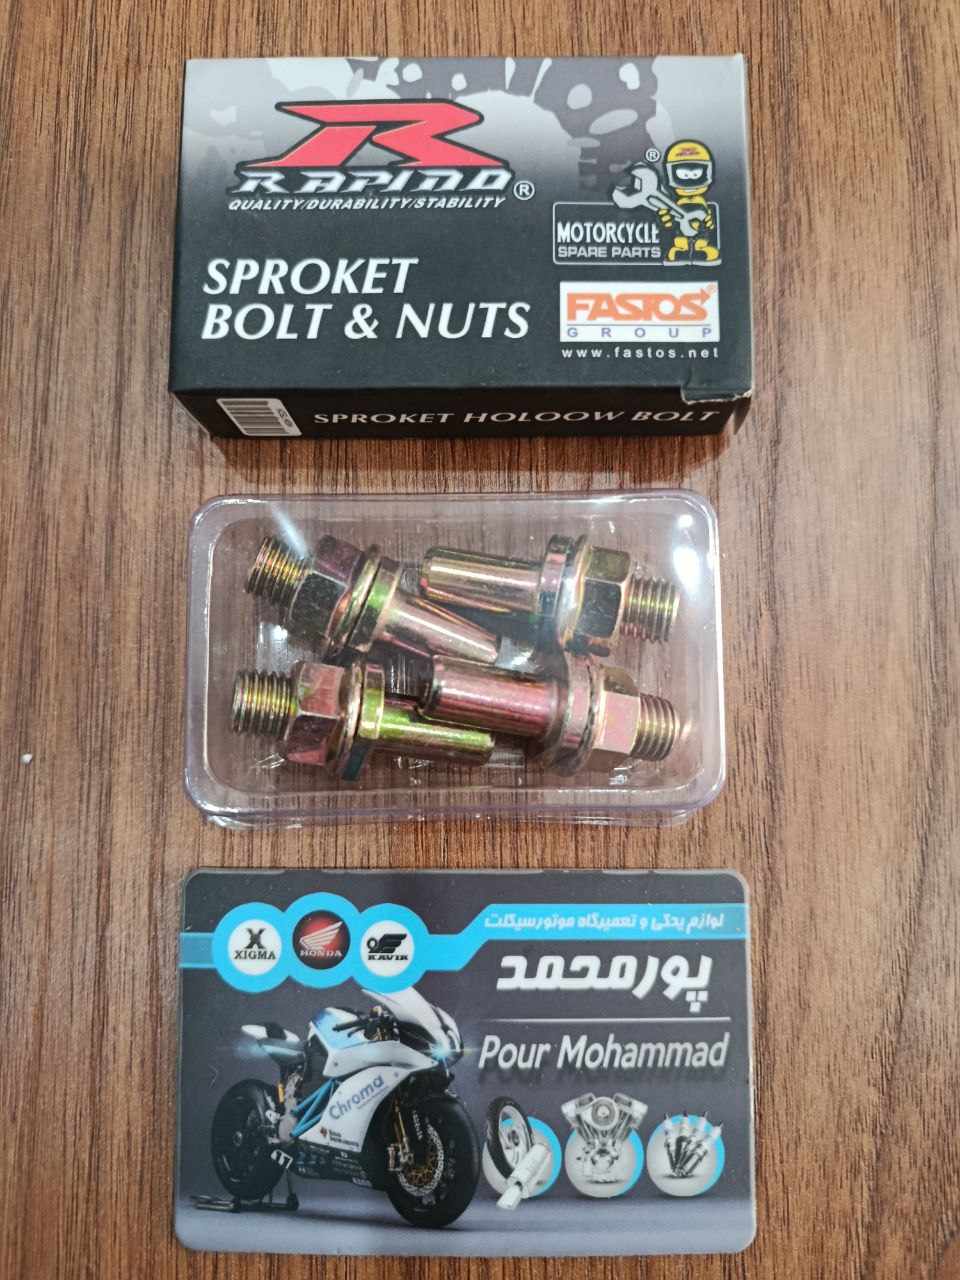 R
RAPIDO®
QUALITY/DURABILITY/STABILITY
®
MOTORCYCLE
SPARE PARTS
SPROKET
BOLT & NUTS
FASTOS®
GROUP
www.fastos.net
SPROKET HOLOOW BOLT
X
XIGMA
HONDA
KAVIR
لوازم یدکی و تعمیرگاه موتورسیکلت
پورمحمد
Pour Mohammad
Chroma